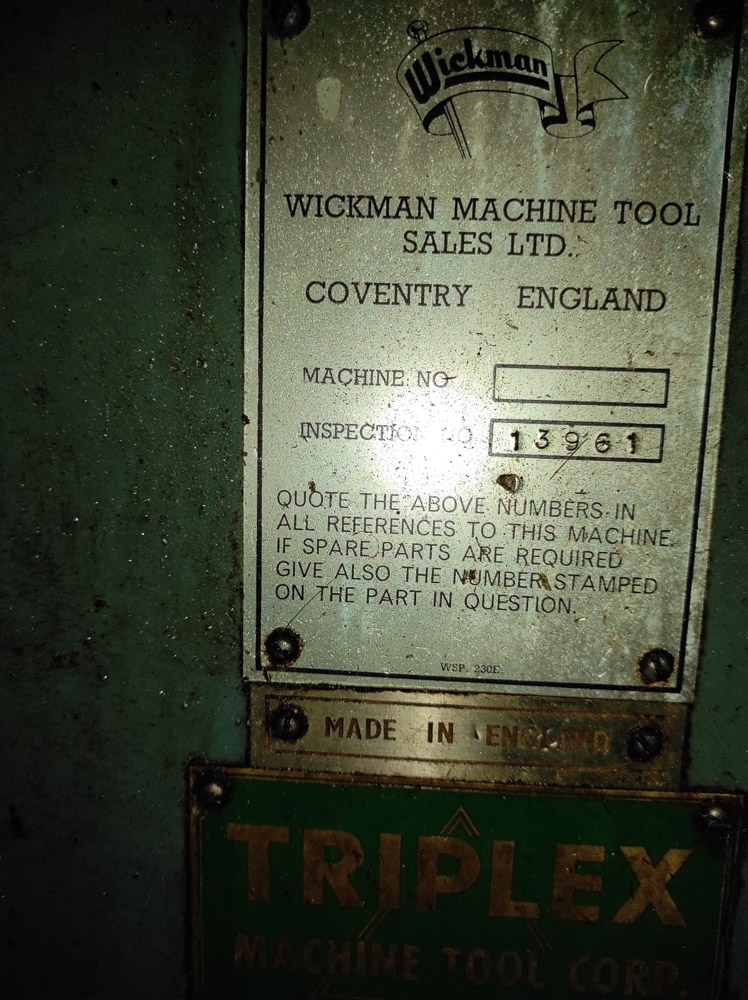 Wickman
WICKMAN MACHINE TOOL
SALES LTD.
COVENTRY ENGLAND
MACHINE NO
INSPECTION NO 13961
QUOTE THE ABOVE NUMBERS IN
ALL REFERENCES TO THIS MACHINE.
IF SPARE PARTS ARE REQUIRED
GIVE ALSO THE NUMBER STAMPED
ON THE PART IN QUESTION.
WSP. 230E
MADE IN ENGLAND
TRIPLEX
MACHINE TOOL CORP.